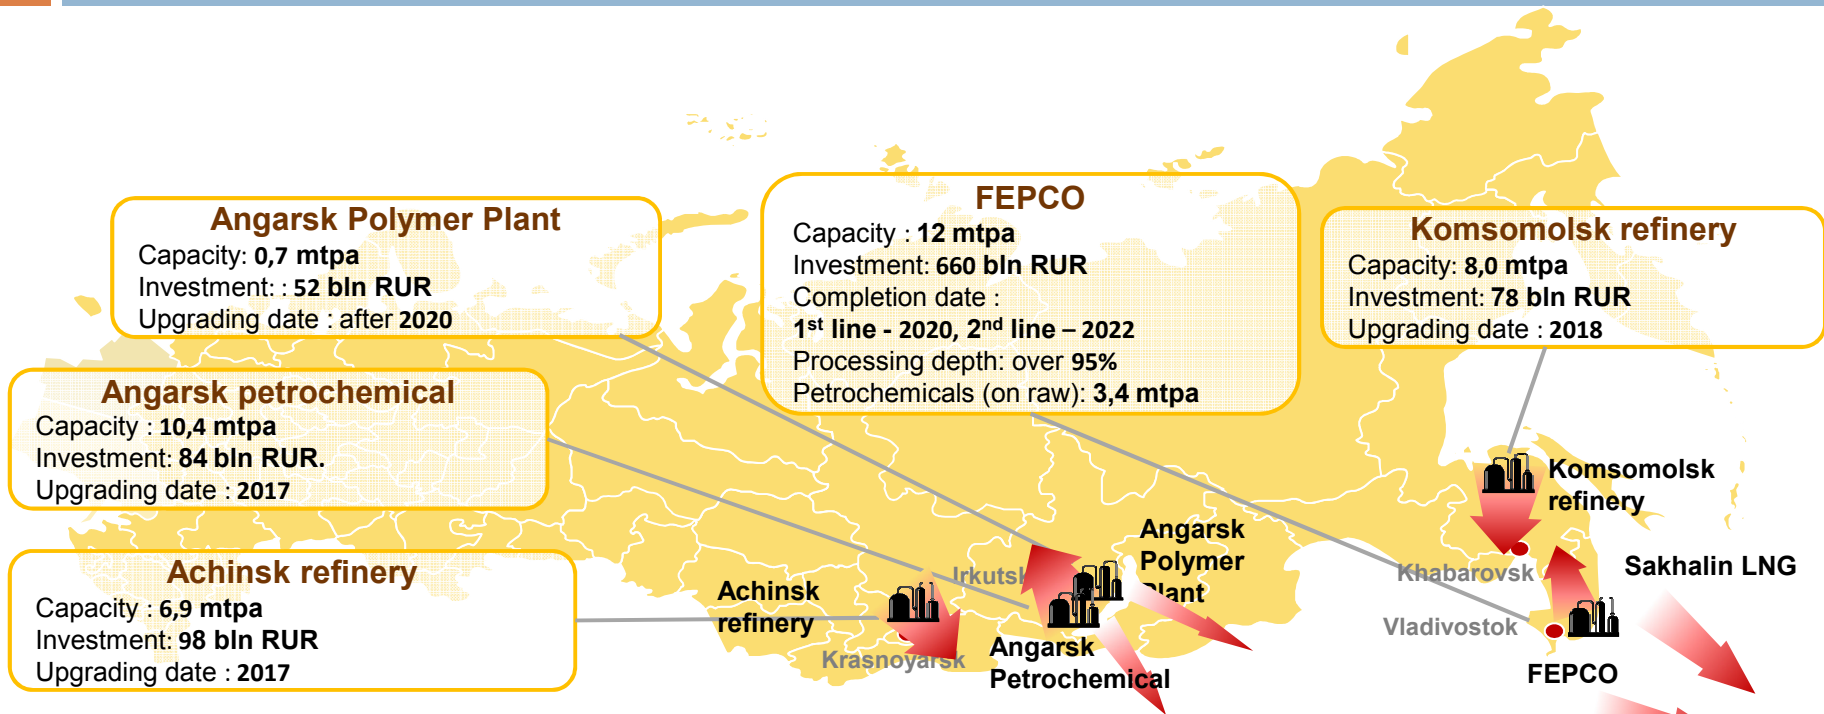 Angarsk Polymer Plant
Capacity: 0,7 mtpa
Investment: : 52 bln RUR
Upgrading date : after 2020
FEPCO
Capacity : 12 mtpa
Investment: 660 bln RUR
Completion date :
1st line - 2020, 2nd line – 2022
Processing depth: over 95%
Petrochemicals (on raw): 3,4 mtpa
Komsomolsk refinery
Capacity: 8,0 mtpa
Investment: 78 bln RUR
Upgrading date : 2018
Angarsk petrochemical
Capacity : 10,4 mtpa
Investment: 84 bln RUR.
Upgrading date : 2017
Achinsk refinery
Capacity : 6,9 mtpa
Investment: 98 bln RUR
Upgrading date : 2017
Achinsk
refinery
Krasnoyarsk
Irkutsk
Angarsk
Polymer
Plant
Angarsk
Petrochemical
Komsomolsk
refinery
Khabarovsk
Sakhalin LNG
Vladivostok
FEPCO